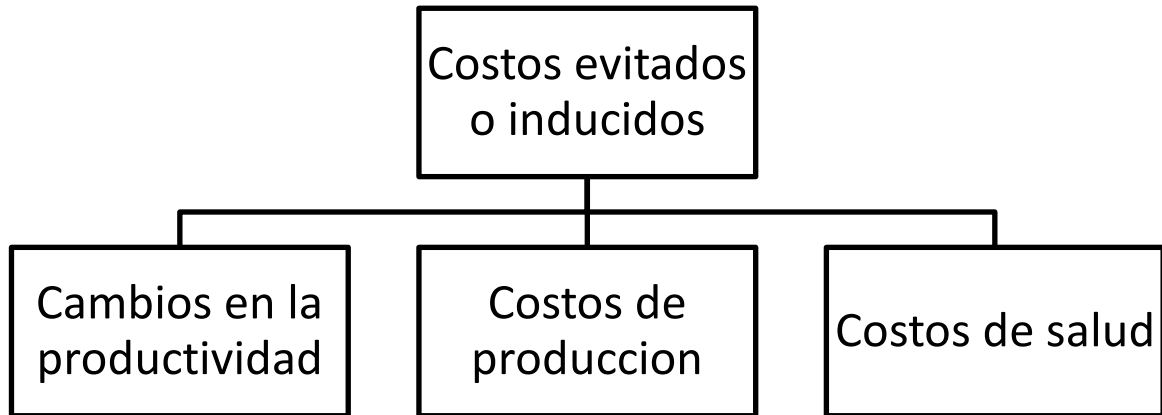 Costos evitados
o inducidos
Cambios en la
productividad
Costos de
produccion
Costos de salud